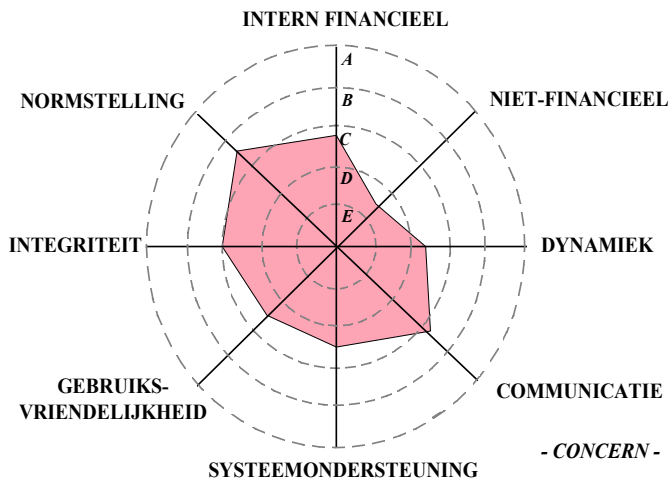 INTERN FINANCIEEL
A
B
C
D
E
NORMSTELLING
NIET-FINANCIEEL
INTEGRITEIT
DYNAMIEK
GEBRUIKS-
VRIENDELIJKHEID
COMMUNICATIE
- CONCERN -
SYSTEEMONDERSTEUNING